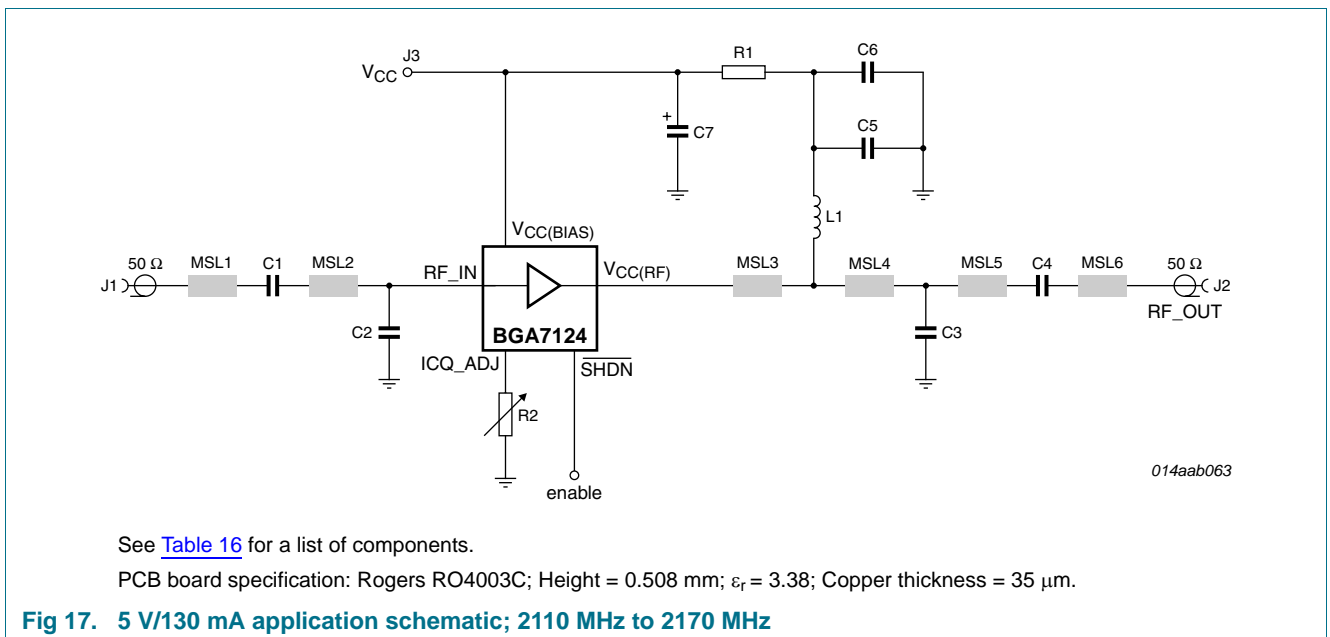 J3
VCC
R1
C6
C5
+
C7
L1
VCC(BIAS)
50 Ω
MSL1
C1
MSL2
RF_IN
VCC(RF)
MSL3
MSL4
MSL5
C4
MSL6
50 Ω
J1
J2
RF_OUT
C2
BGA7124
C3
ICQ_ADJ
SHDN
R2
enable
014aab063
See Table 16 for a list of components.
PCB board specification: Rogers RO4003C; Height = 0.508 mm; εr = 3.38; Copper thickness = 35 μm.
Fig 17. 5 V/130 mA application schematic; 2110 MHz to 2170 MHz